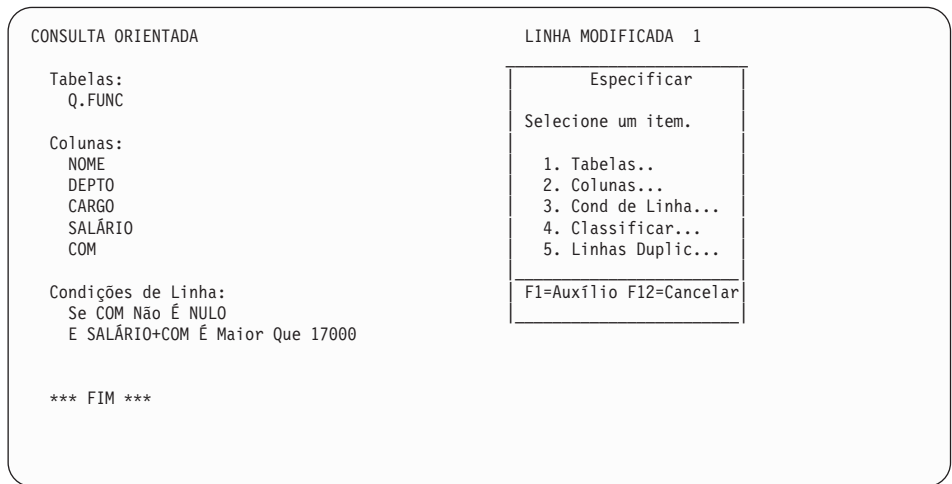 CONSULTA ORIENTADA LINHA MODIFICADA 1
Tabelas:
Q.FUNC
Colunas:
NOME
DEPTO
CARGO
SALÁRIO
COM
Condições de Linha:
Se COM Não É NULO
E SALÁRIO+COM É Maior Que 17000
*** FIM ***
Especificar
Selecione um item.
1. Tabelas..
2. Colunas...
3. Cond de Linha...
4. Classificar...
5. Linhas Duplic...
F1=Auxílio F12=Cancelar